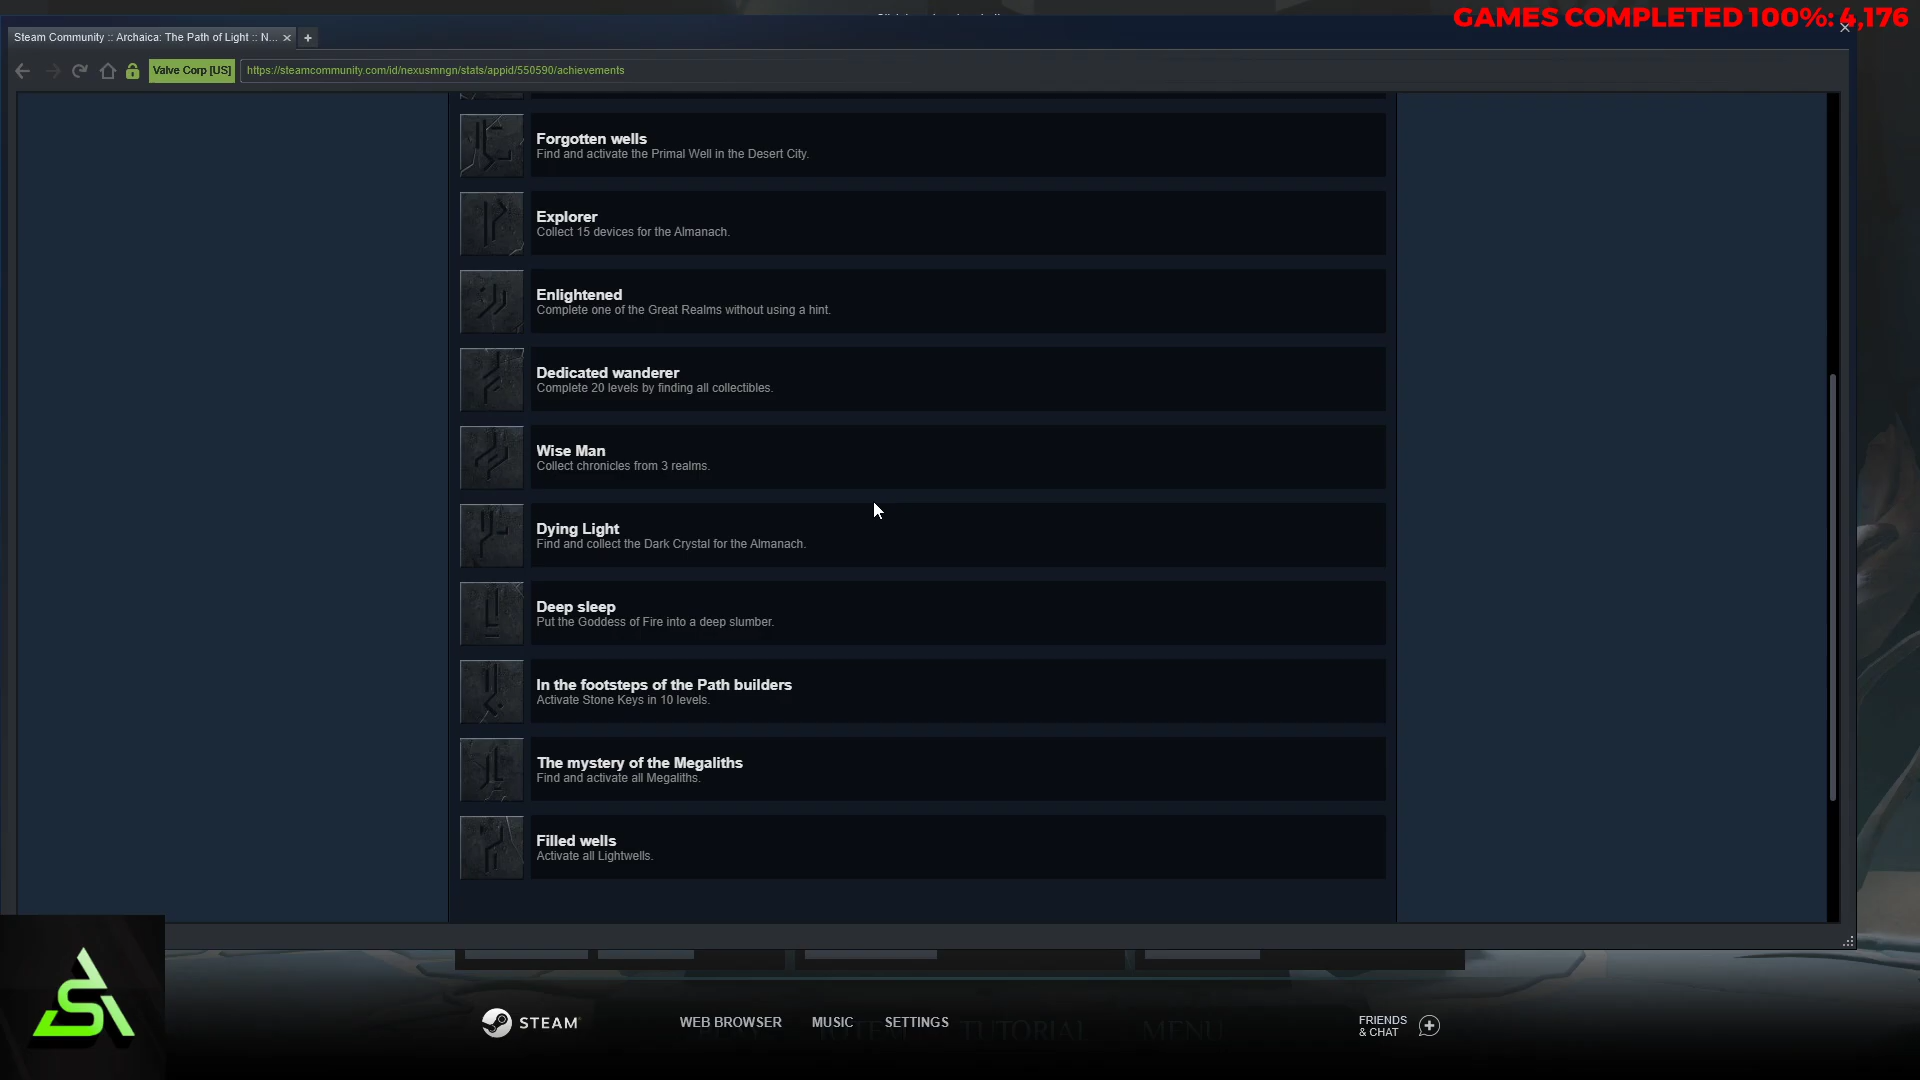 GAMES COMPLETED 100%: 4,176
Steam Community :: Archaica: The Path of Light :: N...
Valve Corp [US]
https://steamcommunity.com/id/nexusmngn/stats/appid/550590/achievements
Forgotten wells
Find and activate the Primal Well in the Desert City.
Explorer
Collect 15 devices for the Almanach.
Enlightened
Complete one of the Great Realms without using a hint.
Dedicated wanderer
Complete 20 levels by finding all collectibles.
Wise Man
Collect chronicles from 3 realms.
Dying Light
Find and collect the Dark Crystal for the Almanach.
Deep sleep
Put the Goddess of Fire into a deep slumber.
In the footsteps of the Path builders
Activate Stone Keys in 10 levels.
The mystery of the Megaliths
Find and activate all Megaliths.
Filled wells
Activate all Lightwells.
STEAM
WEB BROWSER
MUSIC
SETTINGS
TUTORIAL
MENU
FRIENDS
& CHAT